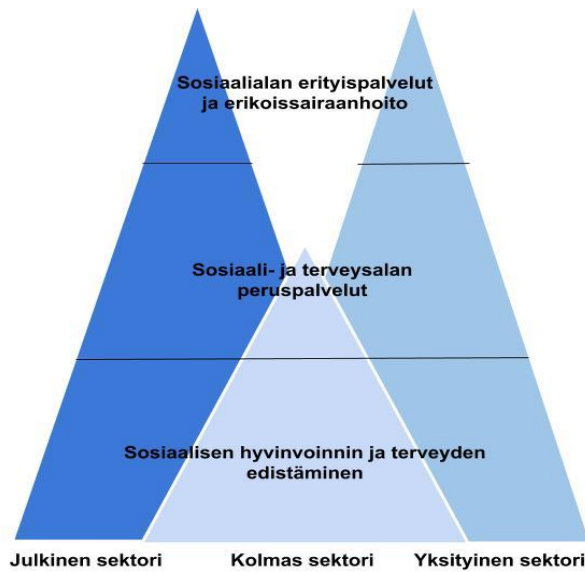 Sosiaalialan erityispalvelut
ja erikoissairaanhoito
Sosiaali- ja terveysalan
peruspalvelut
Sosiaalisen hyvinvoinnin ja terveyden
edistäminen
Julkinen sektori
Kolmas sektori
Yksityinen sektori